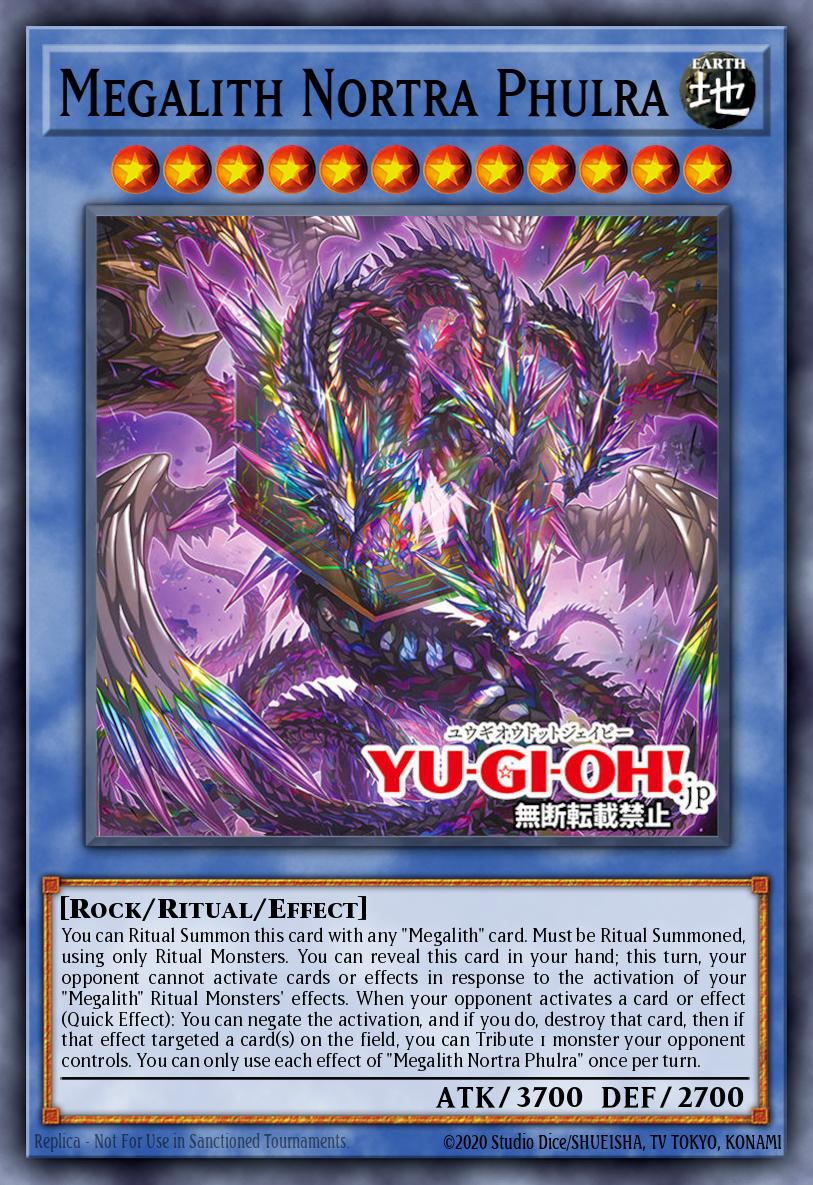 MEGALITH NORTRA PHULRA
EARTH
地
ユウギオウドットジェイピー
YU-GI-OH!
.jp
無断転載禁止
[ROCK/RITUAL/EFFECT]
You can Ritual Summon this card with any "Megalith" card. Must be Ritual Summoned,
using only Ritual Monsters. You can reveal this card in your hand; this turn, your
opponent cannot activate cards or effects in response to the activation of your
"Megalith" Ritual Monsters' effects. When your opponent activates a card or effect
(Quick Effect): You can negate the activation, and if you do, destroy that card, then if
that effect targeted a card(s) on the field, you can Tribute 1 monster your opponent
controls. You can only use each effect of "Megalith Nortra Phulra" once per turn.
ATK/3700 DEF/2700
Replica - Not For Use in Sanctioned Tournaments.
©2020 Studio Dice/SHUEISHA, TV TOKYO, KONAMI